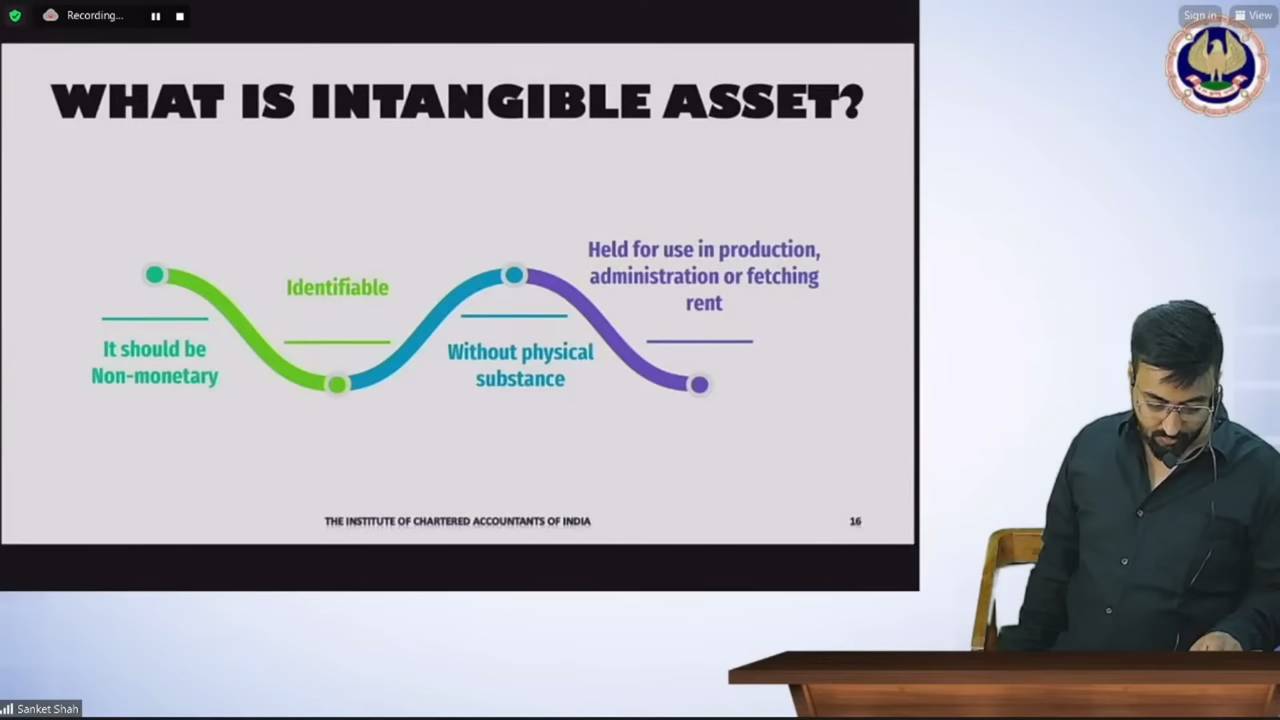 Recording...
Sign in
View
WHAT IS INTANGIBLE ASSET?
It should be
Non-monetary
Identifiable
Without physical
substance
Held for use in production,
administration or fetching
rent
THE INSTITUTE OF CHARTERED ACCOUNTANTS OF INDIA
16
Sanket Shah